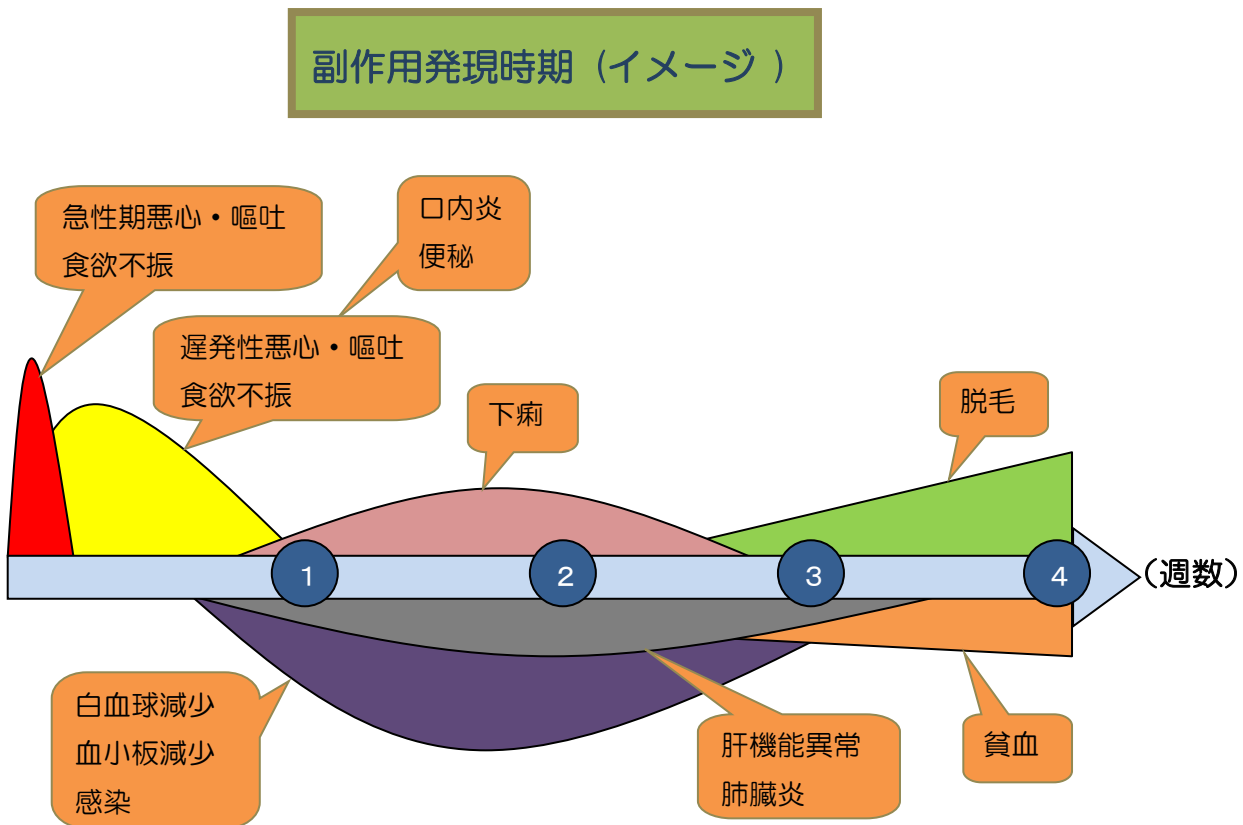 副作用発現時期（イメージ ）
急性期悪心・嘔吐
食欲不振
口内炎
便秘
遅発性悪心・嘔吐
食欲不振
下痢
脱毛
1
2
3
4
（週数）
白血球減少
血小板減少
感染
肝機能異常
肺臓炎
貧血